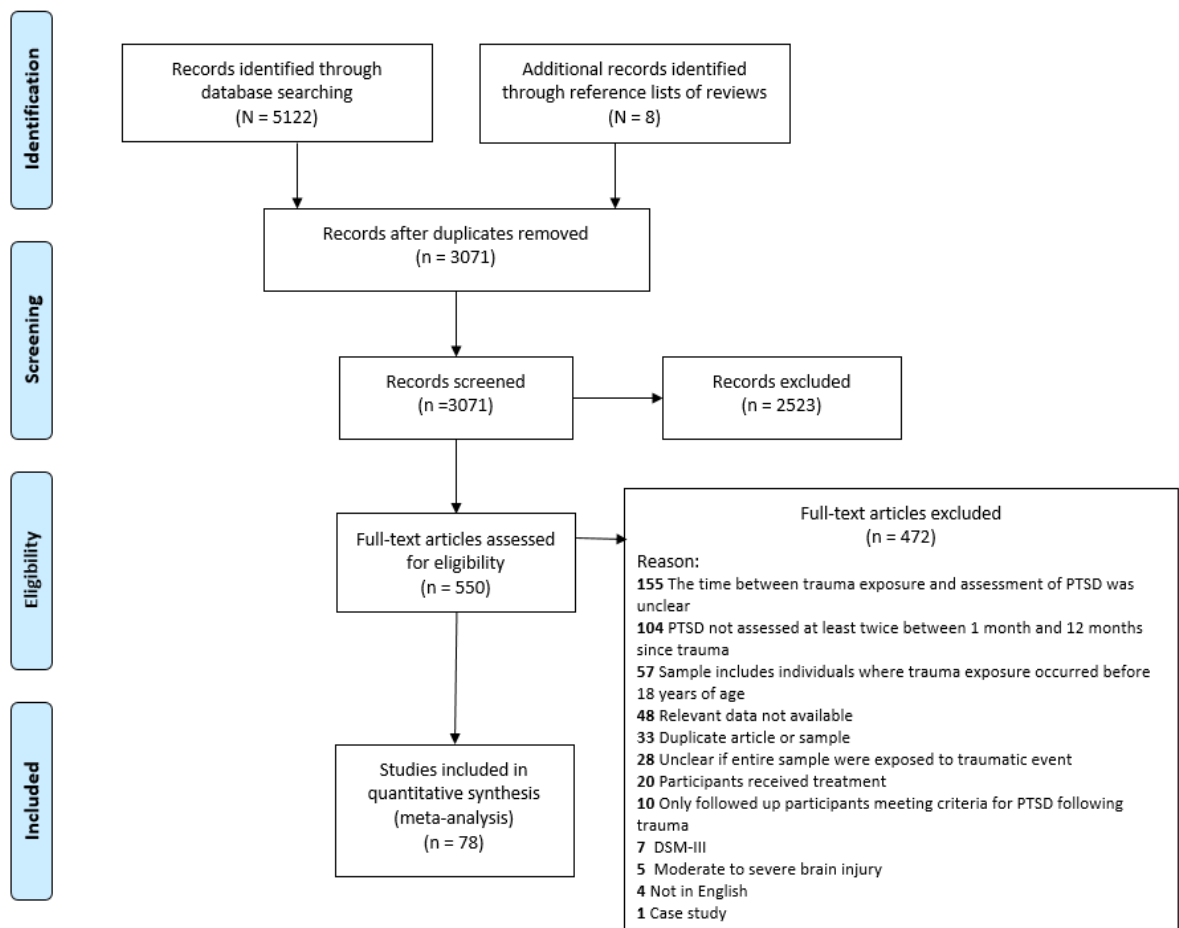 Identification
Records identified through
database searching
(N = 5122)
Additional records identified
through reference lists of reviews
(N = 8)
Records after duplicates removed
(n = 3071)
Screening
Records screened
(n =3071)
Records excluded
(n = 2523)
Eligibility
Full-text articles assessed
for eligibility
(n = 550)
Full-text articles excluded
(n = 472)
Reason:
155 The time between trauma exposure and assessment of PTSD was
unclear
104 PTSD not assessed at least twice between 1 month and 12 months
since trauma
57 Sample includes individuals where trauma exposure occurred before
18 years of age
48 Relevant data not available
33 Duplicate article or sample
28 Unclear if entire sample were exposed to traumatic event
20 Participants received treatment
10 Only followed up participants meeting criteria for PTSD following
trauma
7 DSM-III
5 Moderate to severe brain injury
4 Not in English
1 Case study
Included
Studies included in
quantitative synthesis
(meta-analysis)
(n = 78)